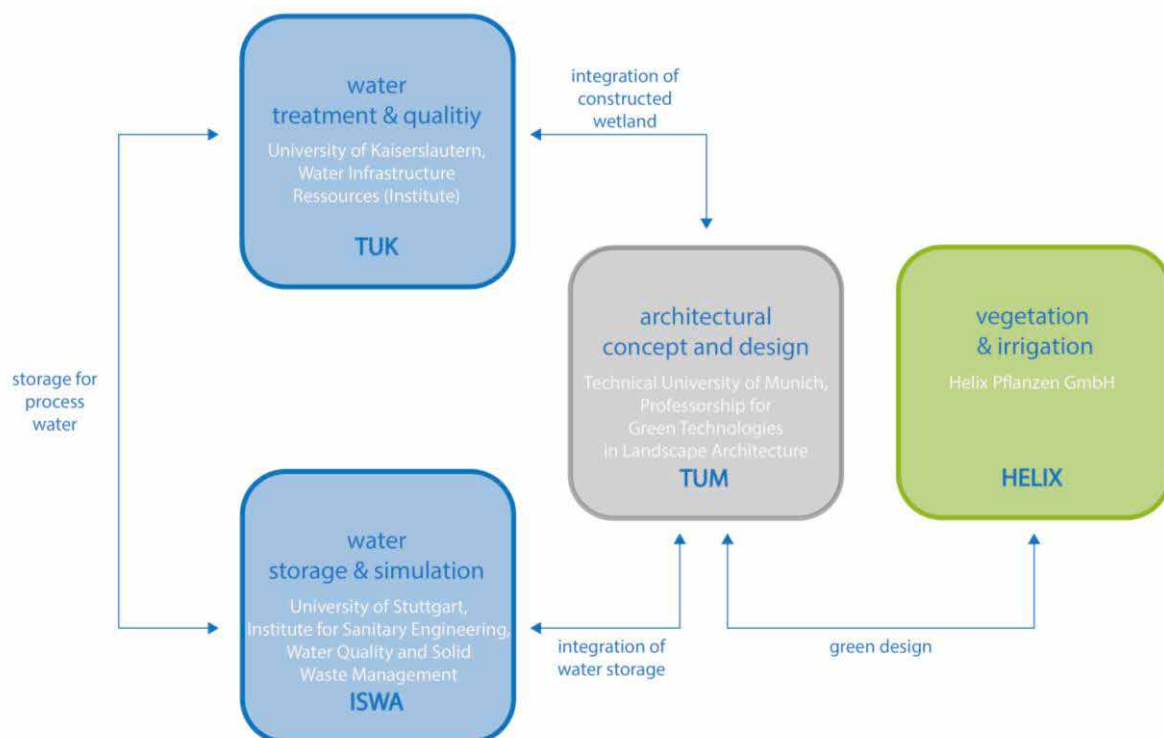 water
treatment & qualitiy
University of Kaiserslautern,
Water Infrastructure
Ressources (Institute)
TUK
integration of
constructed
wetland
architectural
concept and design
Technical University of Munich,
Professorship for
Green Technologies
in Landscape Architecture
TUM
vegetation
& irrigation
Helix Pflanzen GmbH
HELIX
storage for
process
water
water
storage & simulation
University of Stuttgart,
Institute for Sanitary Engineering,
Water Quality and Solid
Waste Management
ISWA
integration of
water storage
green design